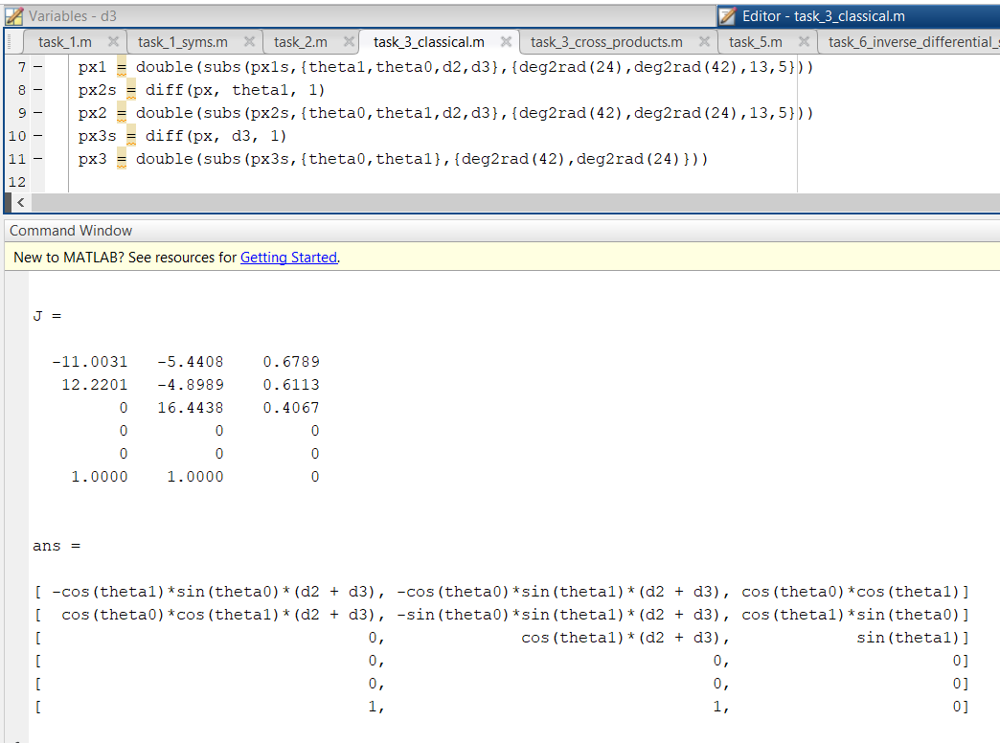 Variables - d3
Editor - task_3_classical.m
task_1.m task_1_syms.m task_2.m task_3_classical.m task_3_cross_products.m task_5.m task_6_inverse_differential_
7 px1 = double(subs(px1s,{theta1,theta0,d2,d3},{deg2rad(24),deg2rad(42),13,5}))
8 px2s = diff(px, theta1, 1)
9 px2 = double(subs(px2s,{theta0,theta1,d2,d3},{deg2rad(42),deg2rad(24),13,5}))
10 px3s = diff(px, d3, 1)
11 px3 = double(subs(px3s,{theta0,theta1},{deg2rad(42),deg2rad(24)}))
12
Command Window
New to MATLAB? See resources for Getting Started.
J =
-11.0031 -5.4408 0.6789
12.2201 -4.8989 0.6113
0 16.4438 0.4067
0 0 0
0 0 0
1.0000 1.0000 0
ans =
[ -cos(theta1)*sin(theta0)*(d2 + d3), -cos(theta0)*sin(theta1)*(d2 + d3), cos(theta0)*cos(theta1)]
[ cos(theta0)*cos(theta1)*(d2 + d3), -sin(theta0)*sin(theta1)*(d2 + d3), cos(theta1)*sin(theta0)]
[ 0, cos(theta1)*(d2 + d3), sin(theta1)]
[ 0, 0, 0]
[ 0, 0, 0]
[ 1, 1, 0]